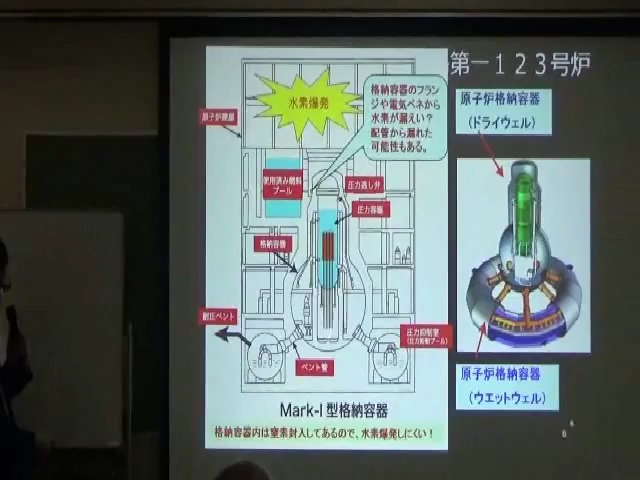 第一１２３号炉
水素爆発
格納容器のフラン
ジや電気ペネから
水素が漏えい？
配管から漏れた
可能性もある。
原子炉格納容器
（ドライウェル）
原子炉建屋
使用済み燃料
プール
圧力逃し弁
圧力容器
格納容器
耐圧ベント
圧力抑制室
（圧力抑制プール）
ベント管
原子炉格納容器
（ウエットウェル）
Mark-I 型格納容器
格納容器内は窒素封入してあるので、水素爆発しにくい！
6